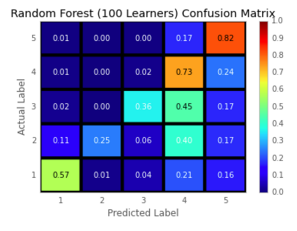 Random Forest (100 Learners) Confusion Matrix
1.0
5 0.01 0.00 0.00 0.17 0.82
0.9
0.8
4 0.01 0.00 0.02 0.73 0.24
0.7
0.6
Actual Label
3 0.02 0.00 0.36 0.45 0.17
0.5
0.4
2 0.11 0.25 0.06 0.40 0.17
0.3
0.2
1 0.57 0.01 0.04 0.21 0.16
0.1
0.0
1 2 3 4 5
Predicted Label